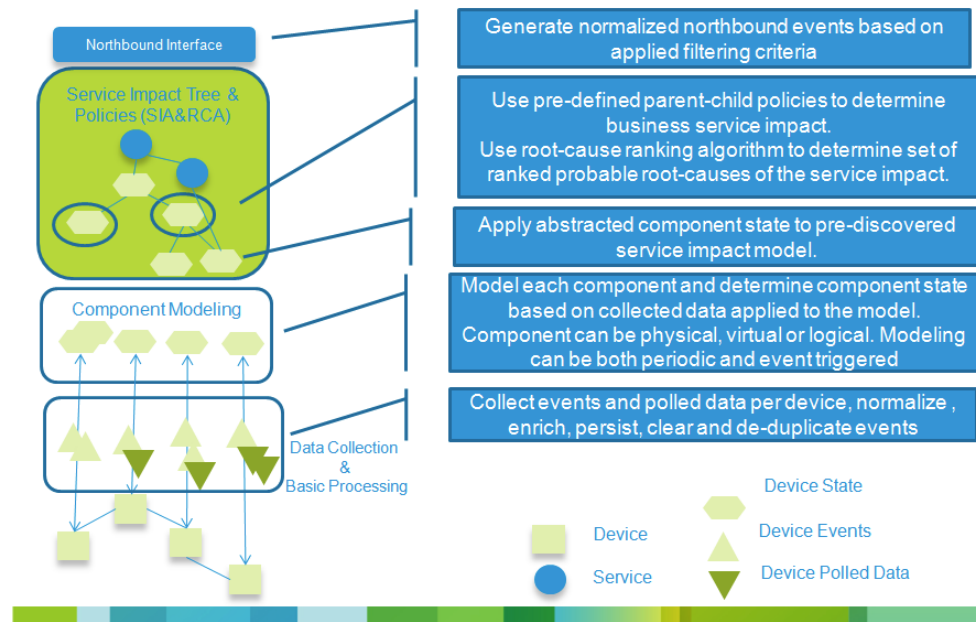 Northbound Interface
Generate normalized northbound events based on
applied filtering criteria
Service Impact Tree &
Policies (SIA&RCA)
Use pre-defined parent-child policies to determine
business service impact.
Use root-cause ranking algorithm to determine set of
ranked probable root-causes of the service impact.
Apply abstracted component state to pre-discovered
service impact model.
Component Modeling
Model each component and determine component state
based on collected data applied to the model.
Component can be physical, virtual or logical. Modeling
can be both periodic and event triggered
Collect events and polled data per device, normalize ,
enrich, persist, clear and de-duplicate events
Data Collection
&
Basic Processing
Device
Service
Device State
Device Events
Device Polled Data